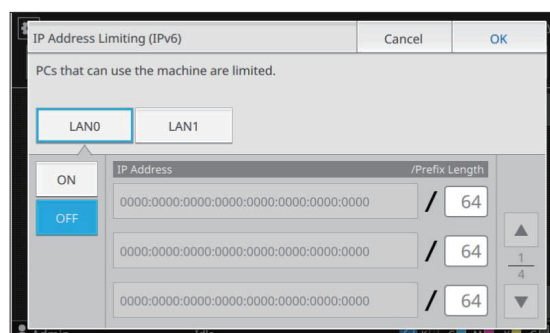 IP Address Limiting (IPv6) Cancel OK
PCs that can use the machine are limited.
LAN0 LAN1
ON
OFF
IP Address /Prefix Length
0000:0000:0000:0000:0000:0000:0000:0000 / 64
0000:0000:0000:0000:0000:0000:0000:0000 / 64
0000:0000:0000:0000:0000:0000:0000:0000 / 64
1
4